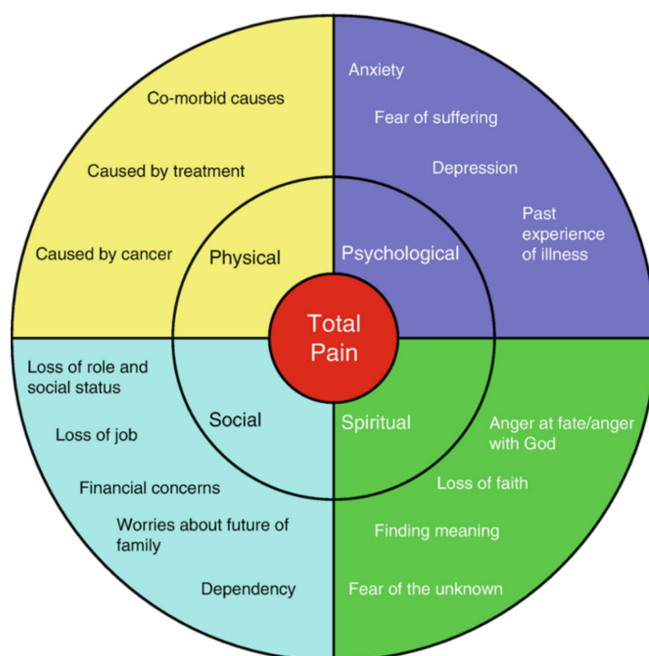 Co-morbid causes
Caused by treatment
Caused by cancer
Physical
Anxiety
Fear of suffering
Depression
Past
experience
of illness
Psychological
Total
Pain
Loss of role and
social status
Loss of job
Financial concerns
Worries about future of
family
Dependency
Social
Spiritual
Anger at fate/anger
with God
Loss of faith
Finding meaning
Fear of the unknown